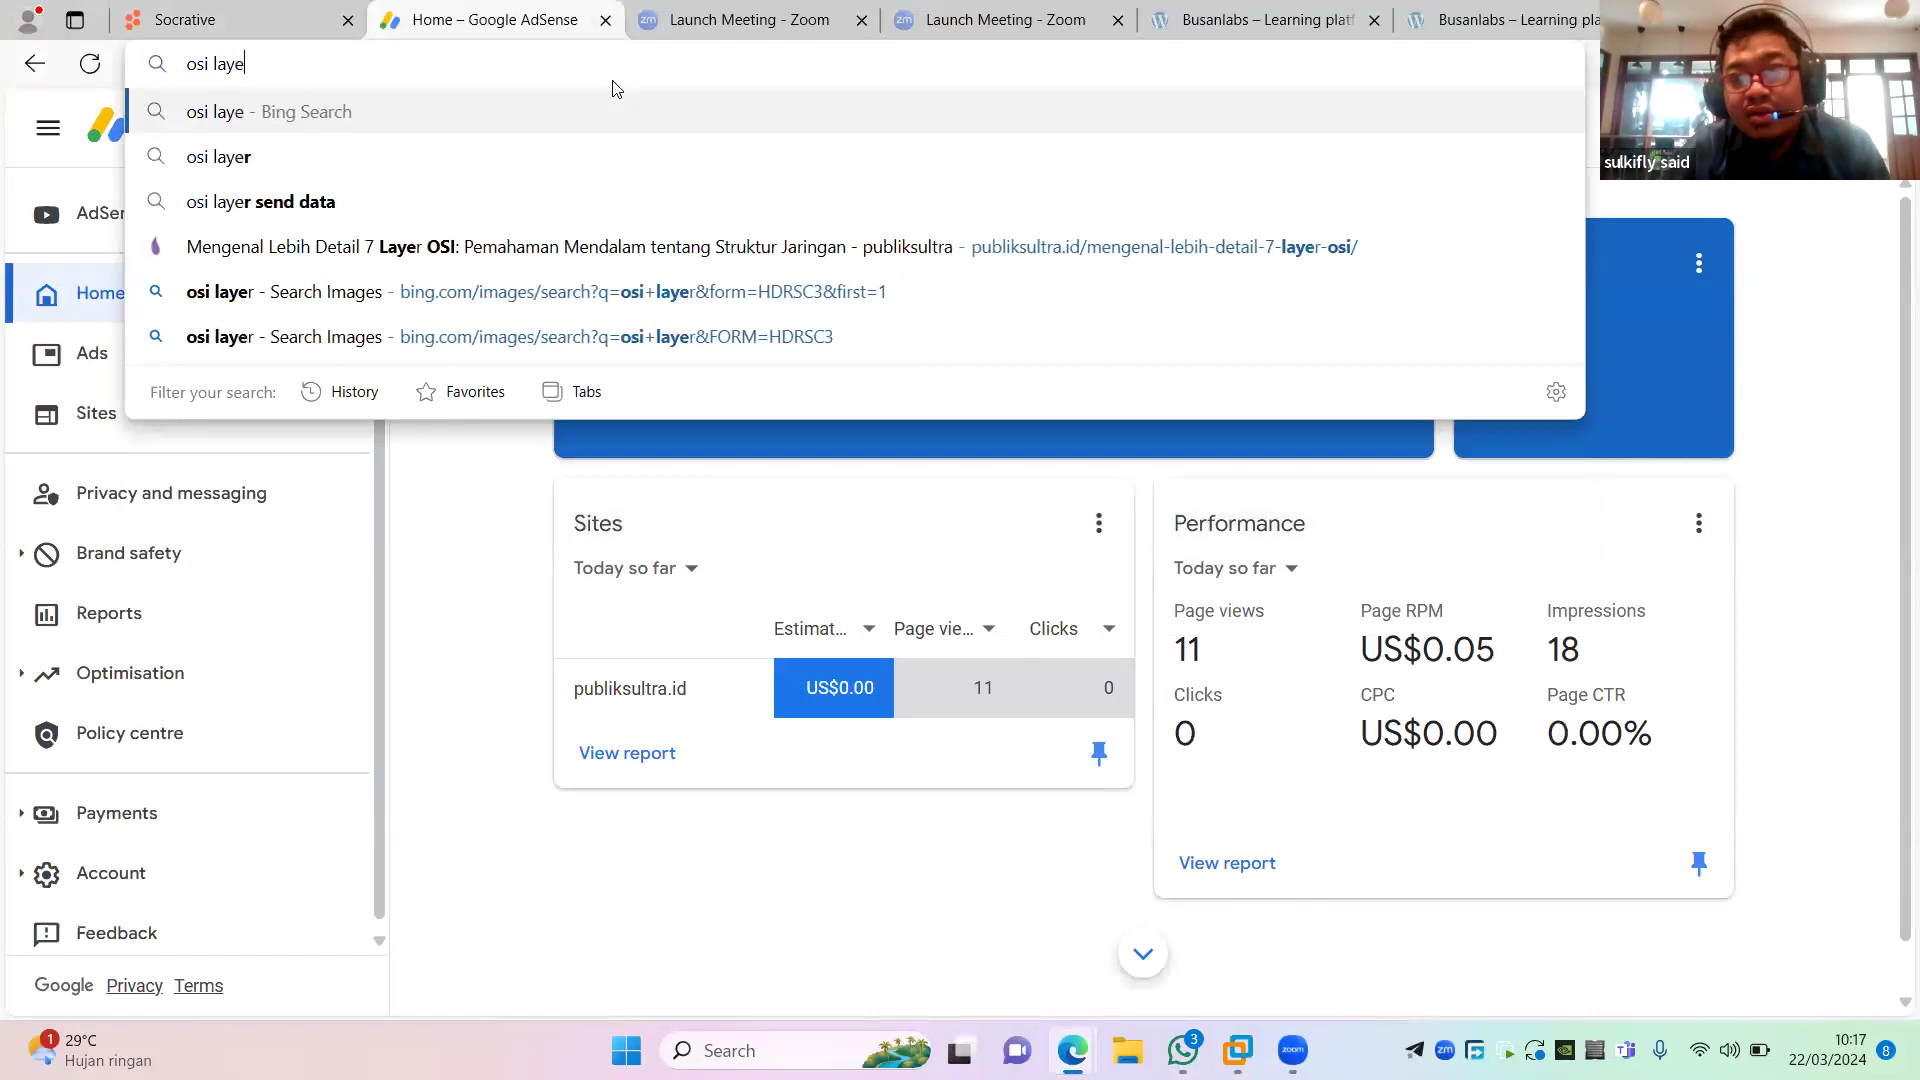 Socrative
Home – Google AdSense
Launch Meeting - Zoom
Launch Meeting - Zoom
Busanlabs – Learning platf
Busanlabs – Learning pla
osi laye
osi laye - Bing Search
osi layer
osi layer send data
Mengenal Lebih Detail 7 Layer OSI: Pemahaman Mendalam tentang Struktur Jaringan - publiksultra - publiksultra.id/mengenal-lebih-detail-7-layer-osi/
osi layer - Search Images - bing.com/images/search?q=osi+layer&form=HDRSC3&first=1
osi layer - Search Images - bing.com/images/search?q=osi+layer&FORM=HDRSC3
Filter your search: History Favorites Tabs
sulkifly said
AdSen
Home
Ads
Sites
Privacy and messaging
Brand safety
Reports
Optimisation
Policy centre
Payments
Account
Feedback
Google Privacy Terms
Sites
Today so far
Estimat... Page vie... Clicks
publiksultra.id US$0.00 11 0
View report
Performance
Today so far
Page views Page RPM Impressions
11 US$0.05 18
Clicks CPC Page CTR
0 US$0.00 0.00%
View report
1
29°C
Hujan ringan
Search
3
zoom
zm
10:17
22/03/2024
8